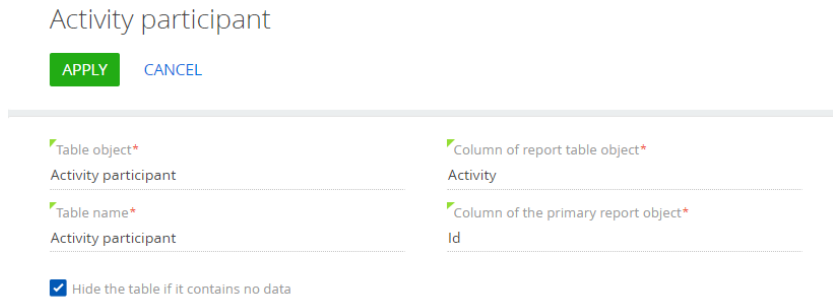 Activity participant
APPLY CANCEL
Table object* Column of report table object*
Activity participant Activity
Table name* Column of the primary report object*
Activity participant Id
Hide the table if it contains no data